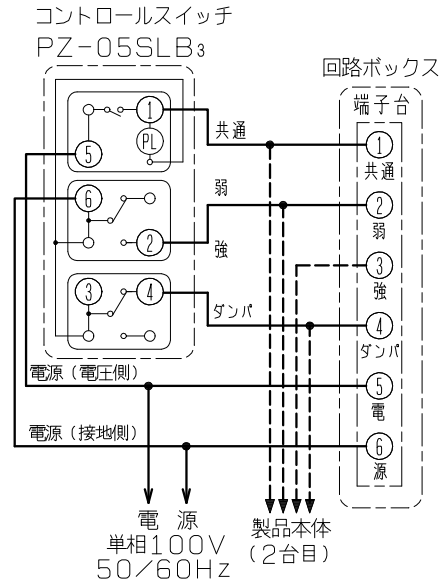 コントロールスイッチ
PZ-05SLB3
回路ボックス
端子台
1
PL
5
共通
1
共通
6
弱
2
弱
2
強
3
強
3
4
ダンパ
4
ダンパ
電源(電圧側)
5
電
電源(接地側)
6
源
電 源
単相100V
50/60Hz
製品本体
(2台目)